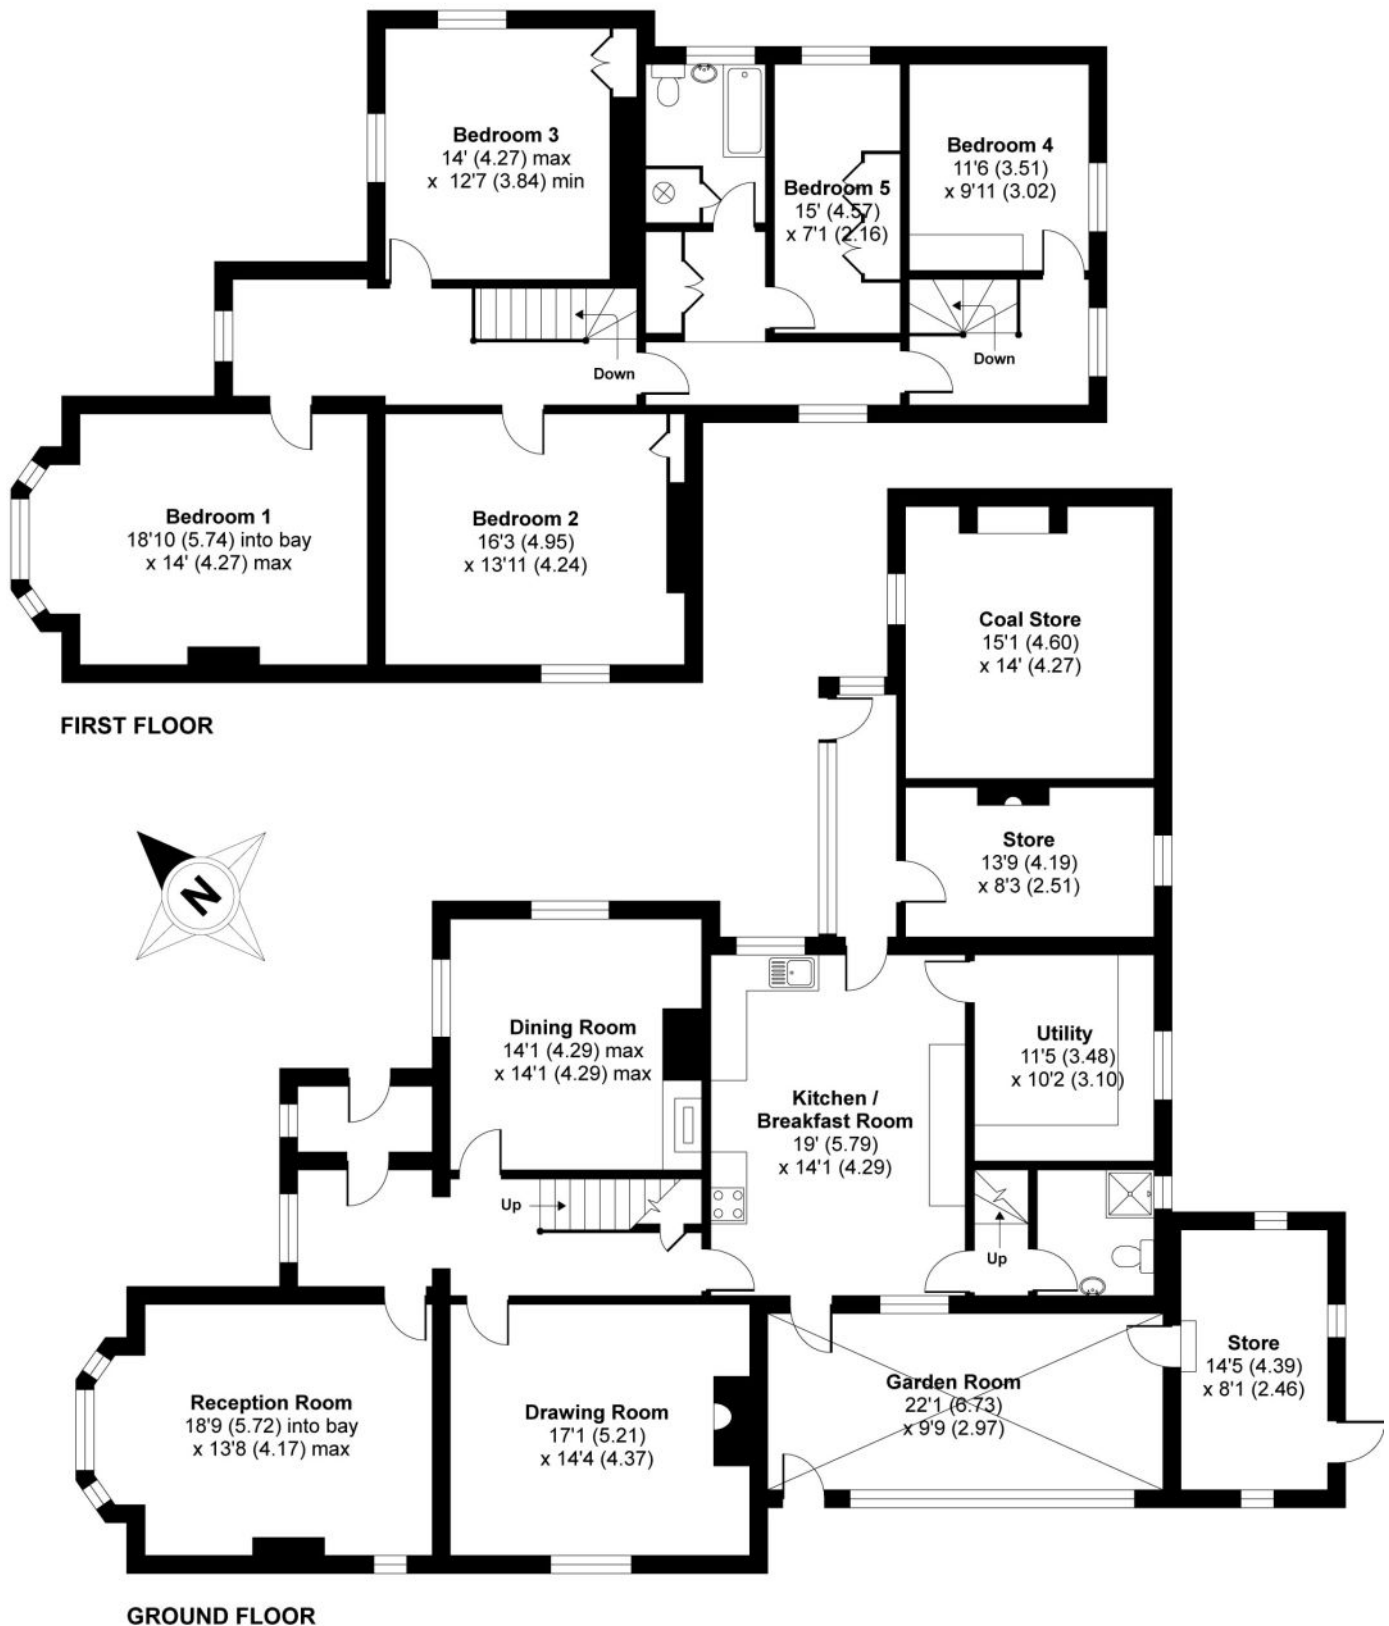 Bedroom 3
14' (4.27) max
x 12'7 (3.84) min
Bedroom 5
15' (4.57)
x 7'1 (2.16)
Bedroom 4
11'6 (3.51)
x 9'11 (3.02)
Down
Down
Bedroom 1
18'10 (5.74) into bay
x 14' (4.27) max
Bedroom 2
16'3 (4.95)
x 13'11 (4.24)
FIRST FLOOR
Coal Store
15'1 (4.60)
x 14' (4.27)
Store
13'9 (4.19)
x 8'3 (2.51)
N
Dining Room
14'1 (4.29) max
x 14'1 (4.29) max
Kitchen /
Breakfast Room
19' (5.79)
x 14'1 (4.29)
Utility
11'5 (3.48)
x 10'2 (3.10)
Up
Up
Reception Room
18'9 (5.72) into bay
x 13'8 (4.17) max
Drawing Room
17'1 (5.21)
x 14'4 (4.37)
Garden Room
22'1 (6.73)
x 9'9 (2.97)
Store
14'5 (4.39)
x 8'1 (2.46)
GROUND FLOOR